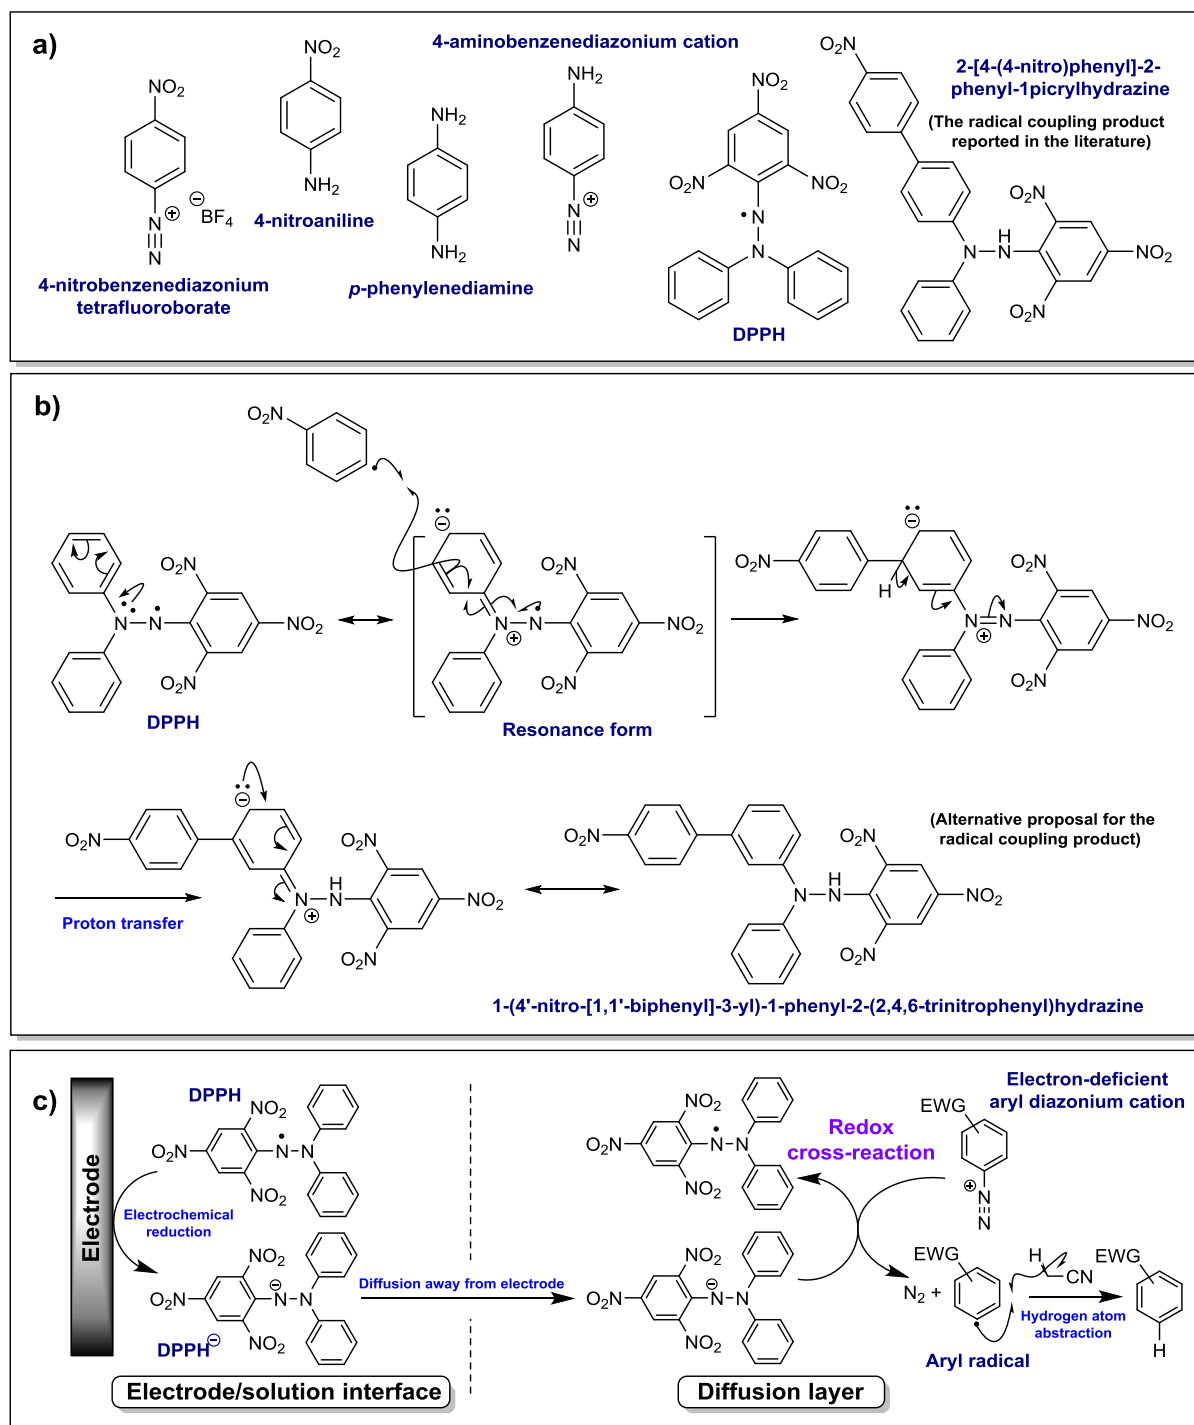 a)
4-aminobenzenediazonium cation
2-[4-(4-nitro)phenyl]-2-
phenyl-1picrylhydrazine
(The radical coupling product
reported in the literature)
NO2
NO2
NH2
NO2
O2N
NH2
NH2
NH2
O2N
NO2
N
N
BF4
N
N
N
N
N
NH
NO2
NO2
O2N
4-nitroaniline
4-nitrobenzenediazonium
tetrafluoroborate
p-phenylenediamine
DPPH
b)
O2N
O2N
N
N
NO2
O2N
DPPH
O2N
N
N
NO2
O2N
Resonance form
O2N
H
O2N
N
N
NO2
O2N
O2N
O2N
H
N
N
NO2
O2N
Proton transfer
O2N
O2N
H
N
N
NO2
O2N
(Alternative proposal for the
radical coupling product)
1-(4'-nitro-[1,1'-biphenyl]-3-yl)-1-phenyl-2-(2,4,6-trinitrophenyl)hydrazine
c)
Electrode
DPPH
NO2
O2N
N
N
NO2
Electrochemical
reduction
NO2
O2N
N
N
NO2
DPPH
Diffusion away from electrode
Electrode/solution interface
NO2
O2N
N
N
NO2
NO2
O2N
N
N
NO2
Redox
cross-reaction
Electron-deficient
aryl diazonium cation
EWG
N
N
N2 +
EWG
H
CN
EWG
Hydrogen atom
abstraction
H
Aryl radical
Diffusion layer